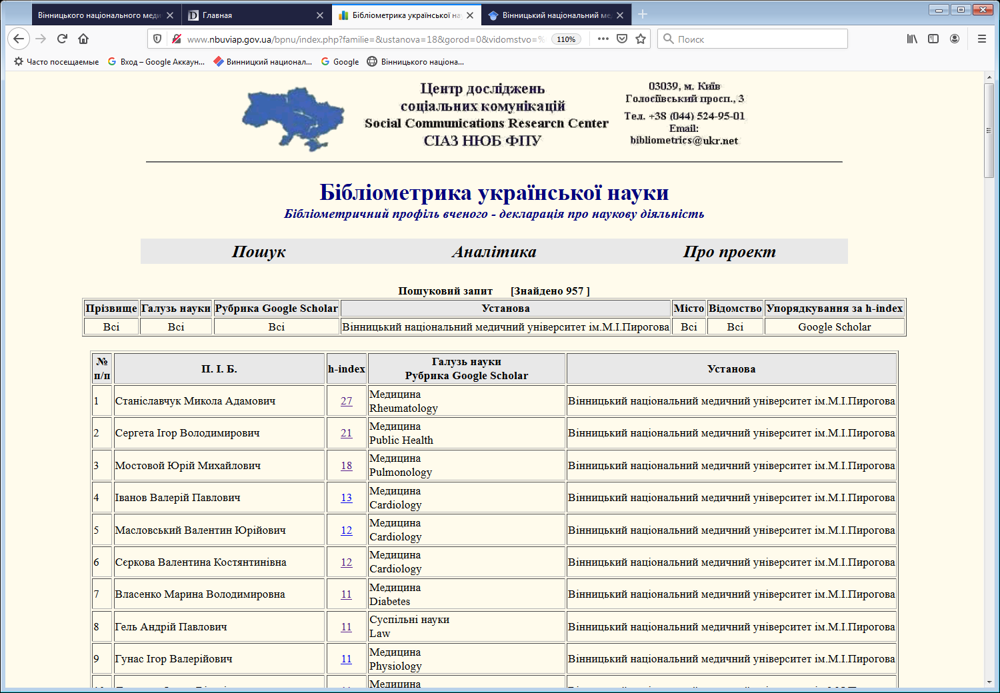 Вінницького національного меди
Главная
Бібліометрика української на
Вінницький національний ме
www.nbuviap.gov.ua/bpnu/index.php?familie=&ustanova=18&gorod=0&vidomstvo=%
110%
Поиск
Часто посещаемые
Вход – Google Аккаун...
Винницкий национал...
Google
Вінницького націона...
Центр досліджень
соціальних комунікацій
Social Communications Research Center
СІАЗ НЮБ ФПУ
03039, м. Київ
Голосіївський просп., 3
Тел. +38 (044) 524-95-01
Email:
bibliometrics@ukr.net
Бібліометрика української науки
Бібліометричний профіль вченого - декларація про наукову діяльність
Пошук Аналітика Про проект
Пошуковий запит [Знайдено 957 ]
Прізвище Галузь науки Рубрика Google Scholar Установа Місто Відомство Упорядкування за h-index
Всі Всі Всі Вінницький національний медичний університет ім.М.І.Пирогова Всі Всі Google Scholar
№
п/п
П. І. Б.
h-index
Галузь науки
Рубрика Google Scholar
Установа
1 Станіславчук Микола Адамович 27 Медицина
Rheumatology
Вінницький національний медичний університет ім.М.І.Пирогова
2 Сергета Ігор Володимирович 21 Медицина
Public Health
Вінницький національний медичний університет ім.М.І.Пирогова
3 Мостовой Юрій Михайлович 18 Медицина
Pulmonology
Вінницький національний медичний університет ім.М.І.Пирогова
4 Іванов Валерій Павлович 13 Медицина
Cardiology
Вінницький національний медичний університет ім.М.І.Пирогова
5 Масловський Валентин Юрійович 12 Медицина
Cardiology
Вінницький національний медичний університет ім.М.І.Пирогова
6 Сєркова Валентина Костянтинівна 12 Медицина
Cardiology
Вінницький національний медичний університет ім.М.І.Пирогова
7 Власенко Марина Володимировна 11 Медицина
Diabetes
Вінницький національний медичний університет ім.М.І.Пирогова
8 Гель Андрій Павлович 11 Суспільні науки
Law
Вінницький національний медичний університет ім.М.І.Пирогова
9 Гунас Ігор Валерійович 11 Медицина
Physiology
Вінницький національний медичний університет ім.М.І.Пирогова
Медицина